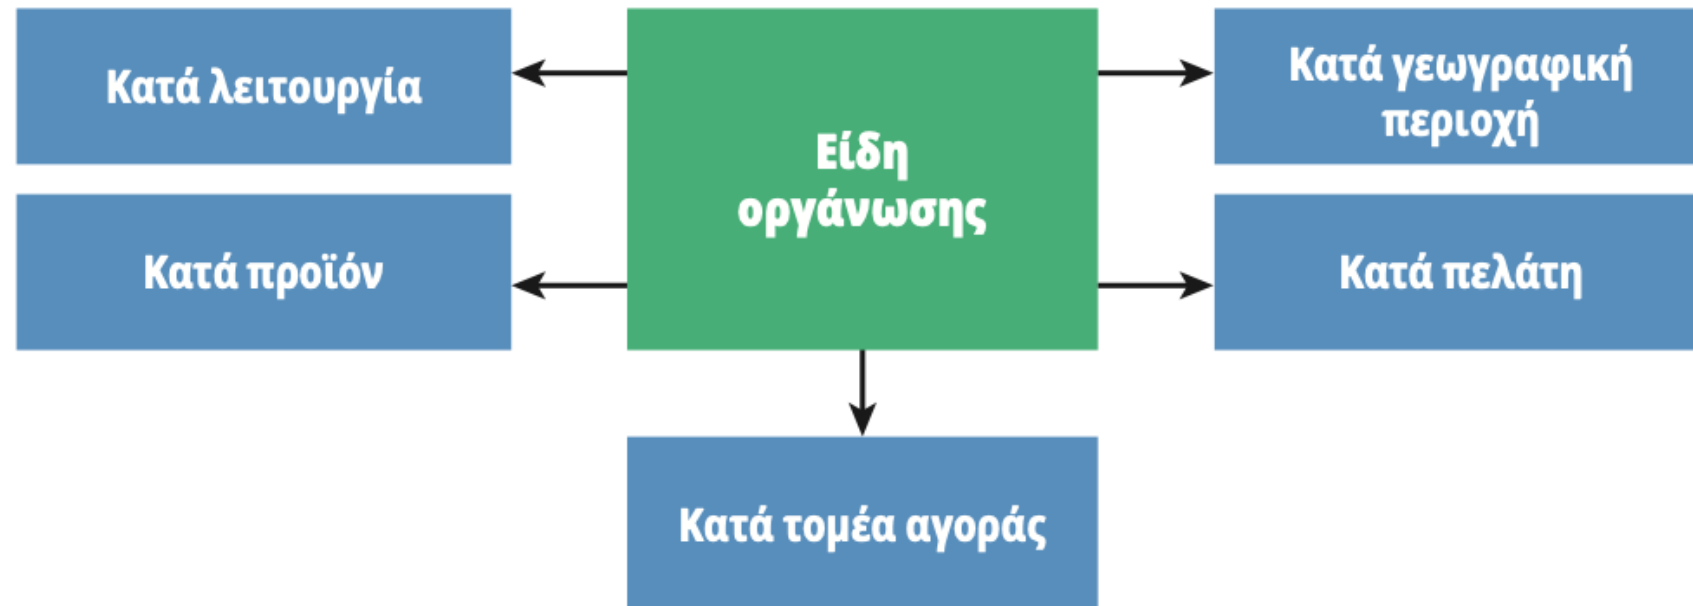 Κατά λειτουργία
Είδη
οργάνωσης
Κατά γεωγραφική
περιοχή
Κατά προϊόν
Κατά πελάτη
Κατά τομέα αγοράς